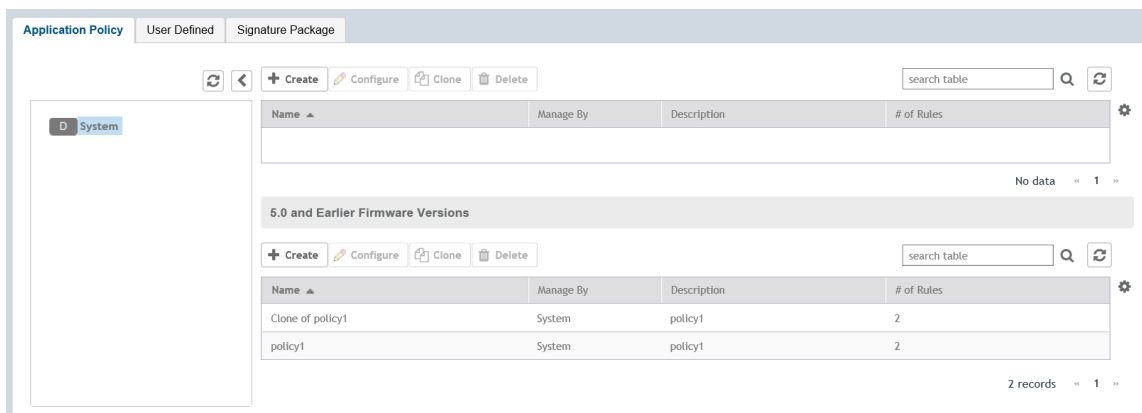 Application Policy User Defined Signature Package
Create Configure Clone Delete search table
D System
Name Manage By Description # of Rules
No data « 1 »
5.0 and Earlier Firmware Versions
Create Configure Clone Delete search table
Name Manage By Description # of Rules
Clone of policy1 System policy1 2
policy1 System policy1 2
2 records « 1 »